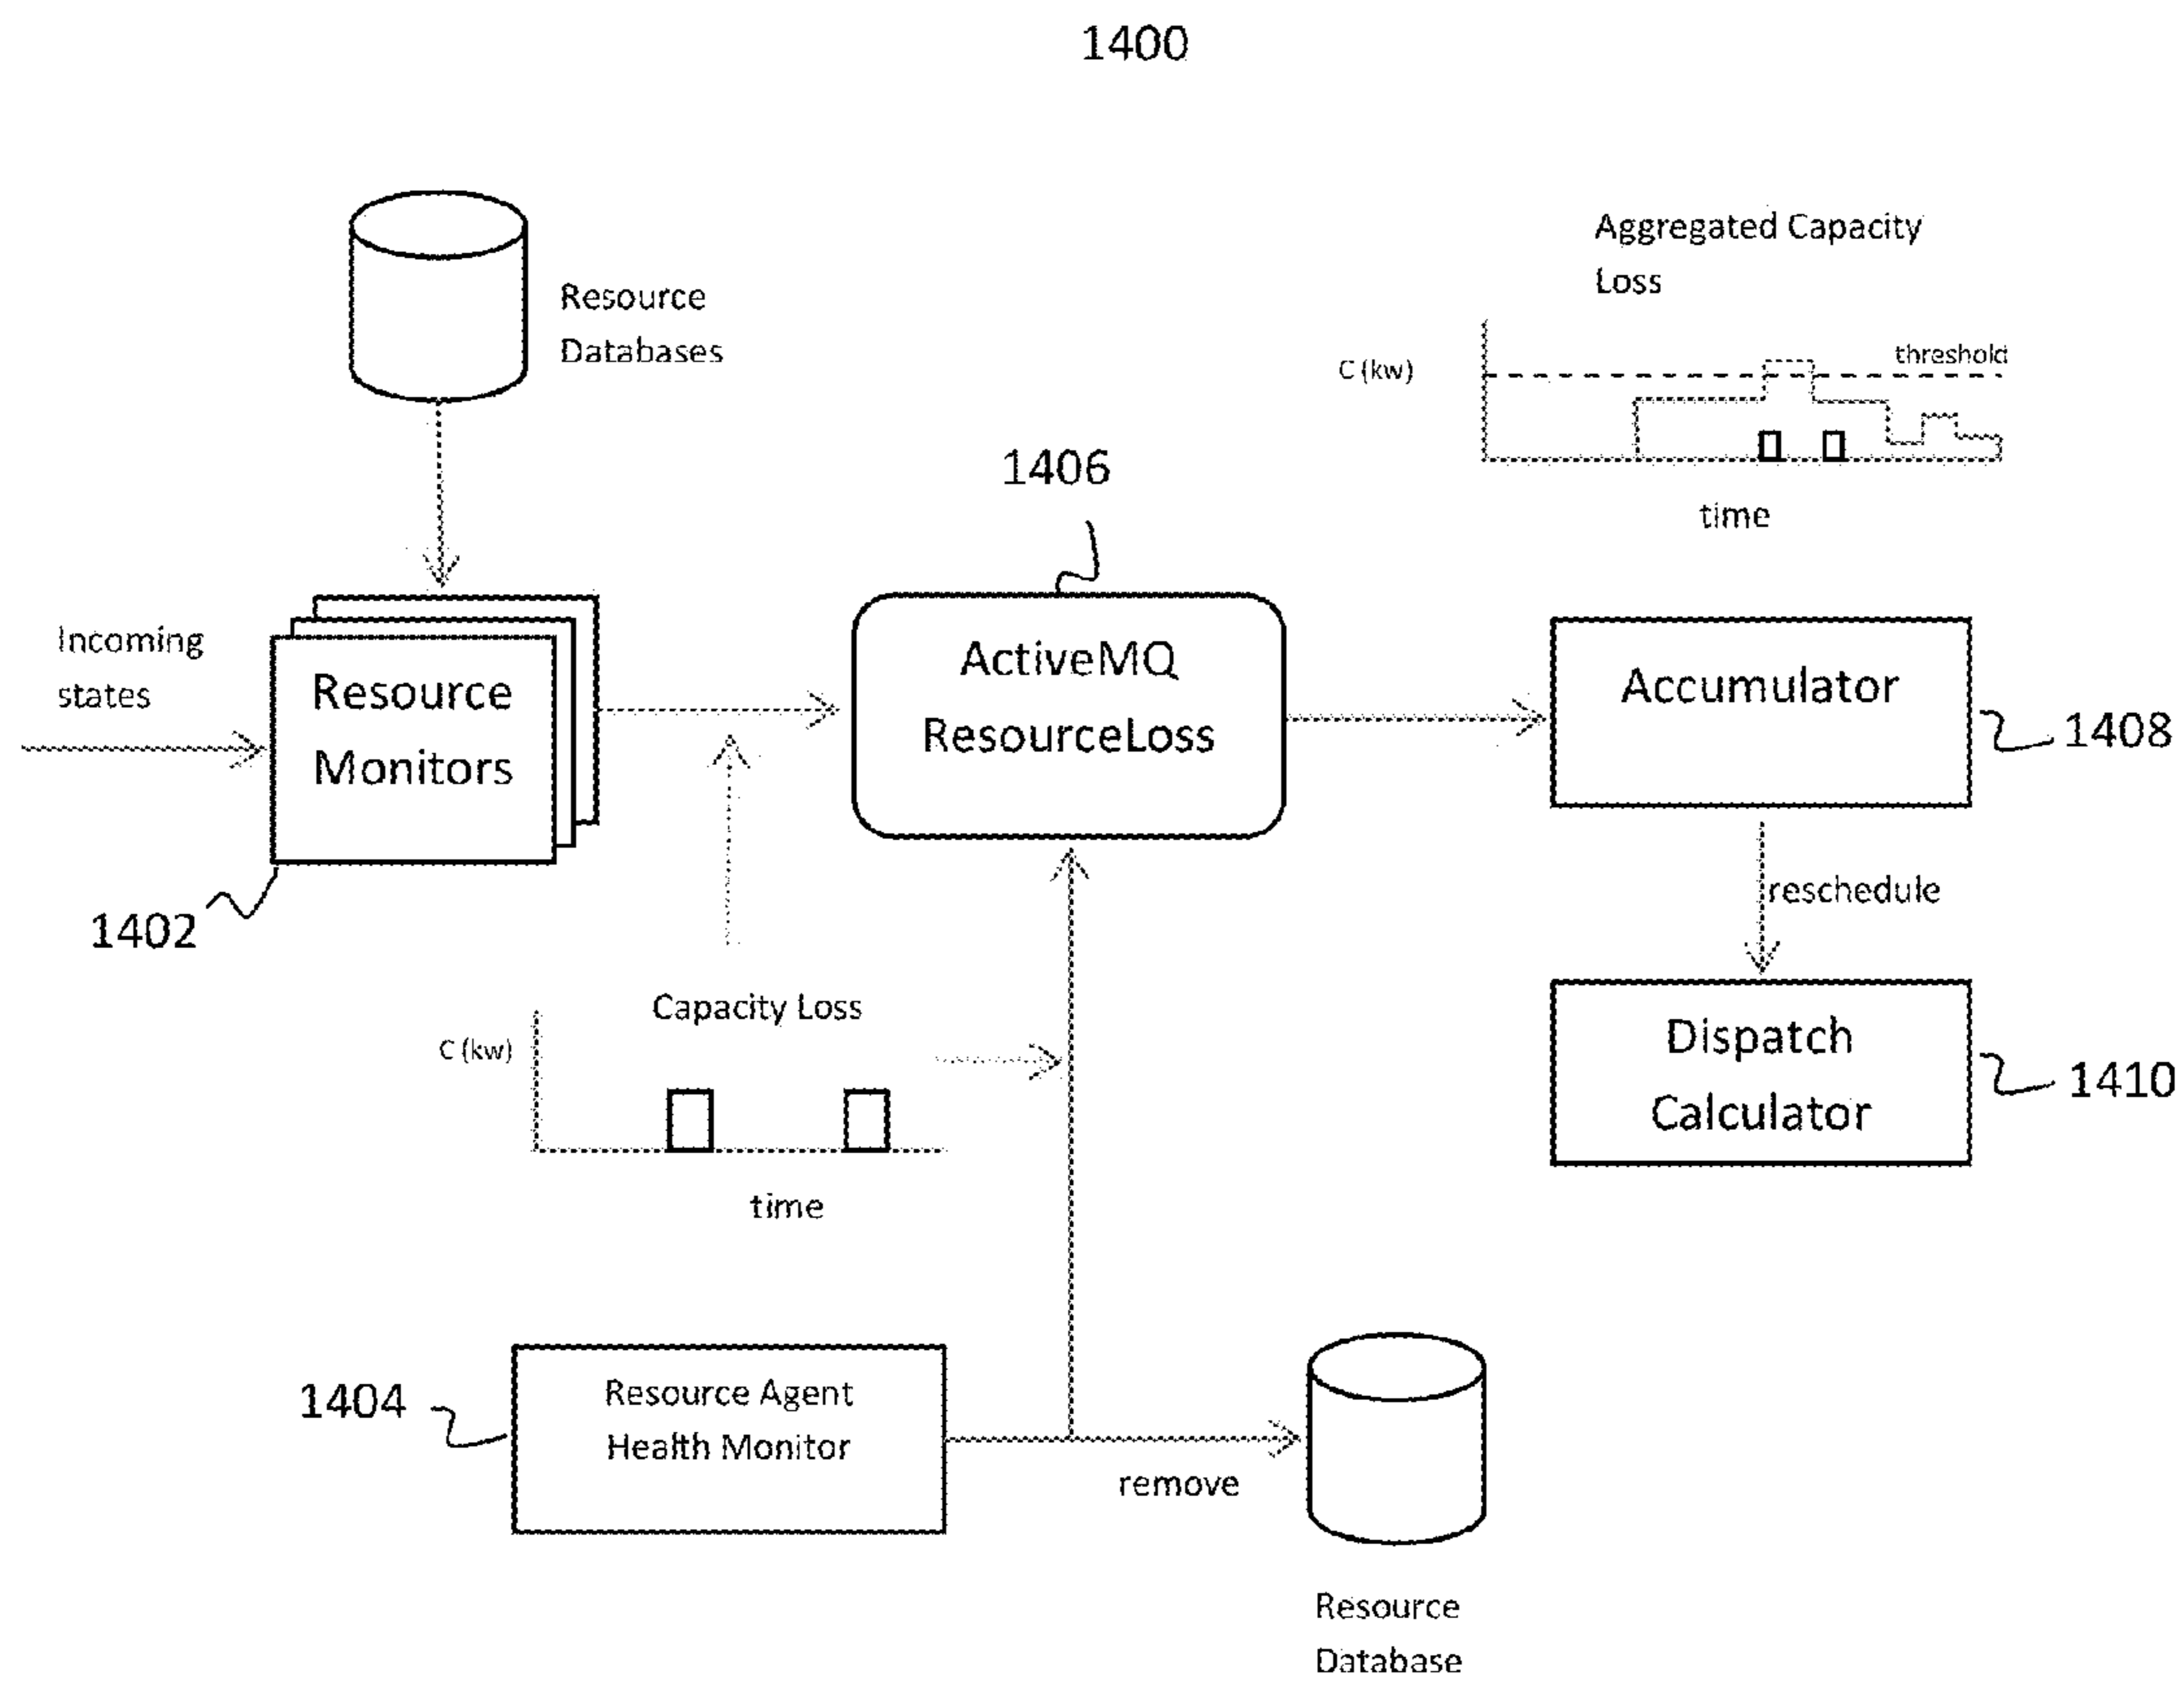 1400
Resource
Databases
Aggregated Capacity
Loss
C (kw)
threshold
time
1406
Incoming
states
Resource
Monitors
ActiveMQ
ResourceLoss
Accumulator
1408
1402
reschedule
Capacity Loss
C (kw)
time
Dispatch
Calculator
1410
1404
Resource Agent
Health Monitor
remove
Resource
Database